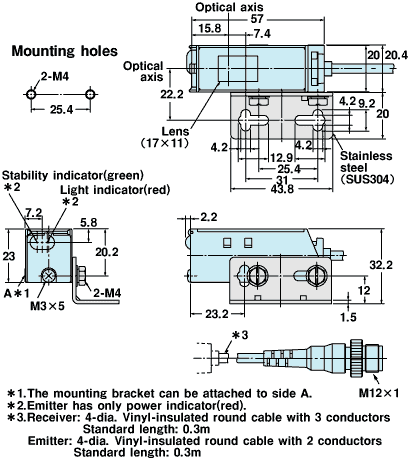 Optical axis
57
15.8
7.4
Mounting holes
Optical axis
20
20.4
2-M4
25.4
22.2
4.2
9.2
20
Lens
(17×11)
4.2
12.9
4.2
25.4
31
43.8
Stainless steel
(SUS304)
Stability indicator(green)
*2
Light indicator(red)
*2
7.2
5.8
2.2
23
20.2
32.2
A*1
M3×5
2-M4
23.2
12
1.5
*3
M12×1
*1.The mounting bracket can be attached to side A.
*2.Emitter has only power indicator(red).
*3.Receiver: 4-dia. Vinyl-insulated round cable with 3 conductors
Standard length: 0.3m
Emitter: 4-dia. Vinyl-insulated round cable with 2 conductors
Standard length: 0.3m